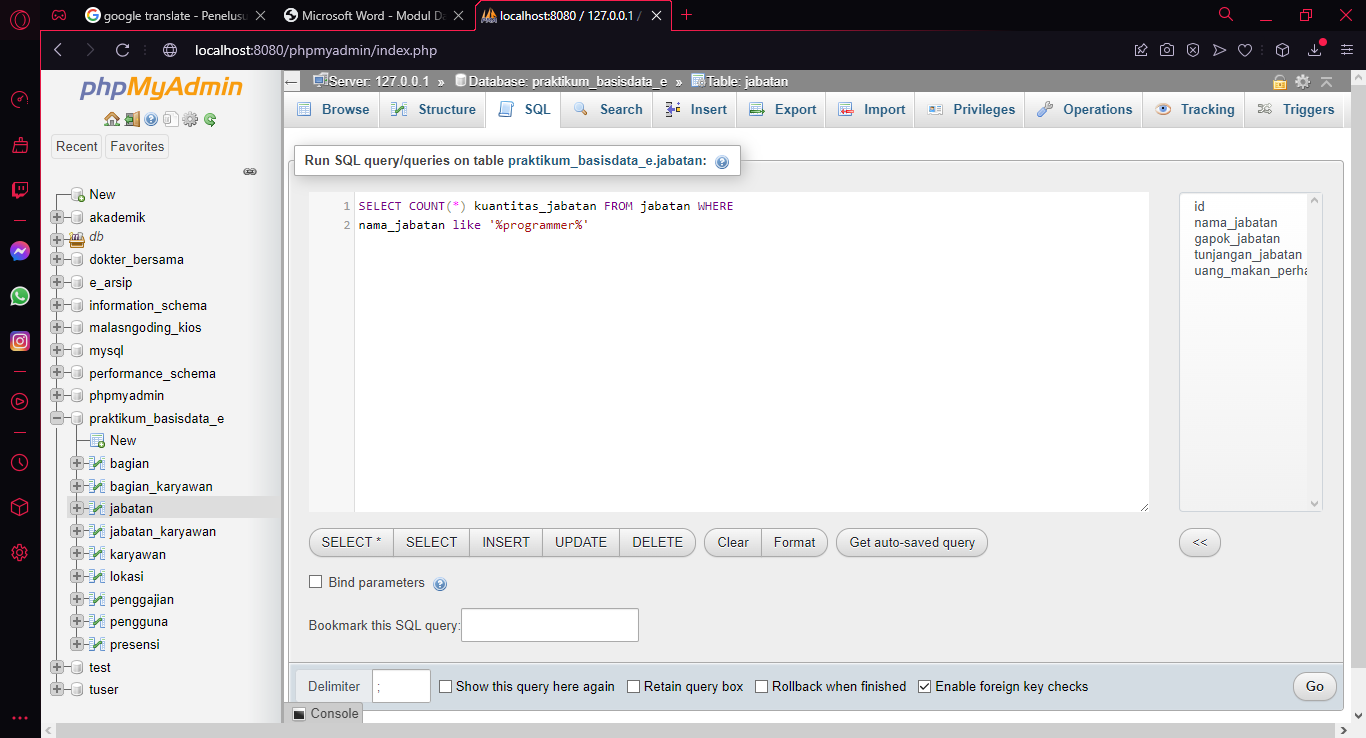 google translate - Penelusu
Microsoft Word - Modul Da
localhost:8080 / 127.0.0.1 /
localhost:8080/phpmyadmin/index.php
phpMyAdmin
Recent
Favorites
New
akademik
db
dokter_bersama
e_arsip
information_schema
malasngoding_kios
mysql
performance_schema
phpmyadmin
praktikum_basisdata_e
New
bagian
bagian_karyawan
jabatan
jabatan_karyawan
karyawan
lokasi
penggajian
pengguna
presensi
test
tuser
Server: 127.0.0.1 » Database: praktikum_basisdata_e » Table: jabatan
Browse Structure SQL Search Insert Export Import Privileges Operations Tracking Triggers
Run SQL query/queries on table praktikum_basisdata_e.jabatan:
1 SELECT COUNT(*) kuantitas_jabatan FROM jabatan WHERE
2 nama_jabatan like '%programmer%'
id
nama_jabatan
gapok_jabatan
tunjangan_jabatan
uang_makan_perha
SELECT * SELECT INSERT UPDATE DELETE Clear Format Get auto-saved query <<
Bind parameters
Bookmark this SQL query:
Delimiter ; Show this query here again Retain query box Rollback when finished Enable foreign key checks Go
Console